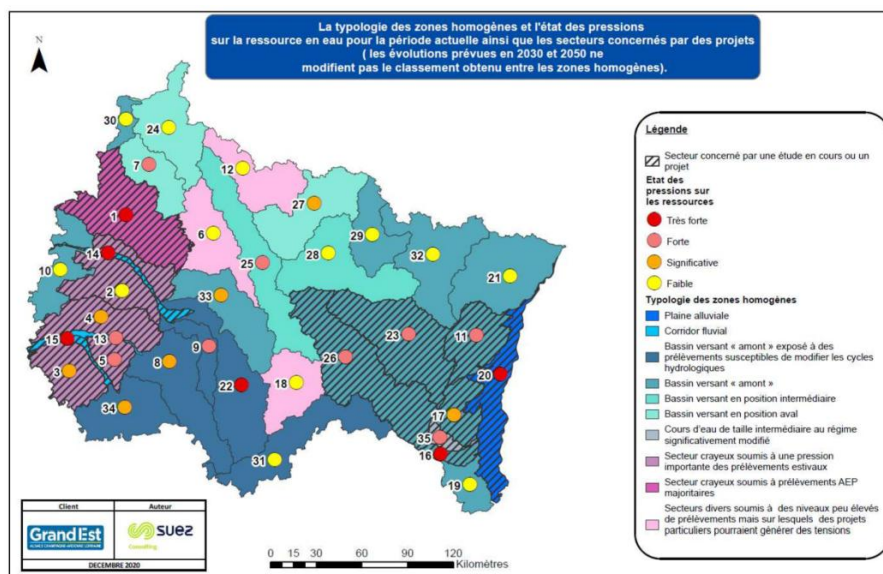 La typologie des zones homogènes et l'état des pressions
sur la ressource en eau pour la période actuelle ainsi que les secteurs concernés par des projets
( les évolutions prévues en 2030 et 2050 ne
modifient pas le classement obtenu entre les zones homogènes).
N
30
24
7
12
27
1
6
29
14
25
28
32
10
21
2
33
4
23
11
15
13
9
26
5
8
20
3
22
18
17
34
35
16
31
19
Légende
Secteur concerné par une étude en cours ou un
projet
Etat des
pressions sur
les ressources
Très forte
Forte
Significative
Faible
Typologie des zones homogènes
Plaine alluviale
Corridor fluvial
Bassin versant « amont » exposé à des
prélèvements susceptibles de modifier les cycles
hydrologiques
Bassin versant « amont »
Bassin versant en position intermédiaire
Bassin versant en position aval
Cours d'eau de taille intermédiaire au régime
significativement modifié
Secteur crayeux soumis à une pression
importante des prélèvements estivaux
Secteur crayeux soumis à prélèvements AEP
majoritaires
Secteurs divers soumis à des niveaux peu élevés
de prélèvements mais sur lesquels des projets
particuliers pourraient générer des tensions
Client
Auteur
GrandEst
suez
Consulting
DECEMBRE 2020
0 15 30 60 90 120
Kilomètres